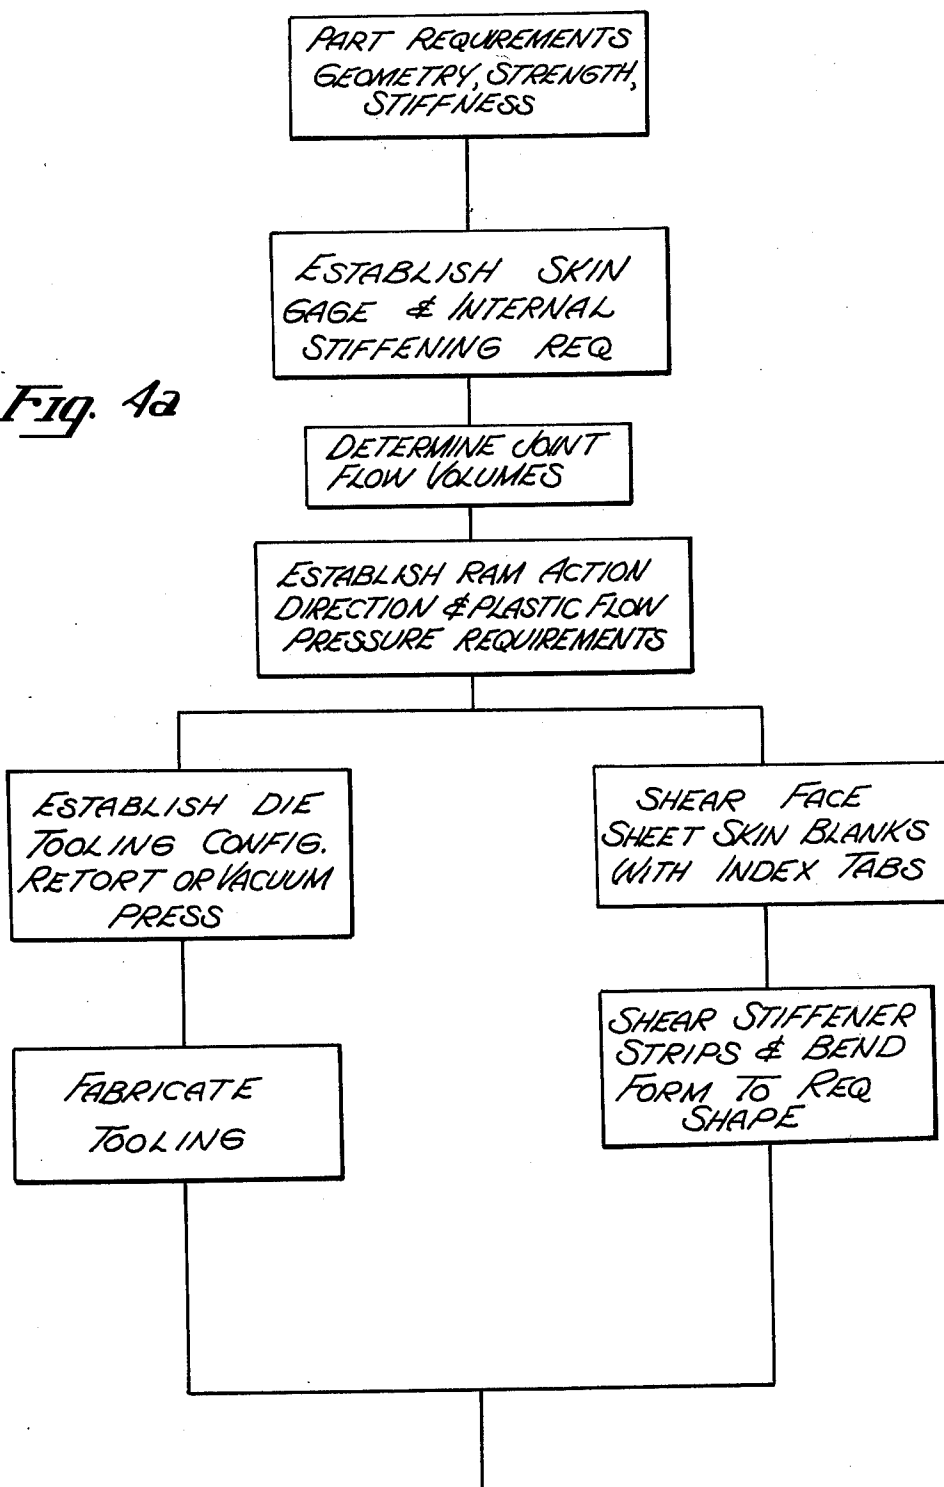 PART REQUIREMENTS
GEOMETRY, STRENGTH,
STIFFNESS
ESTABLISH SKIN
GAGE & INTERNAL
STIFFENING REQ
Fig. 4a
DETERMINE JOINT
FLOW VOLUMES
ESTABLISH RAM ACTION
DIRECTION & PLASTIC FLOW
PRESSURE REQUIREMENTS
ESTABLISH DIE
TOOLING CONFIG.
RETORT OR VACUUM
PRESS
FABRICATE
TOOLING
SHEAR FACE
SHEET SKIN BLANKS
WITH INDEX TABS
SHEAR STIFFENER
STRIPS & BEND
FORM TO REQ
SHAPE